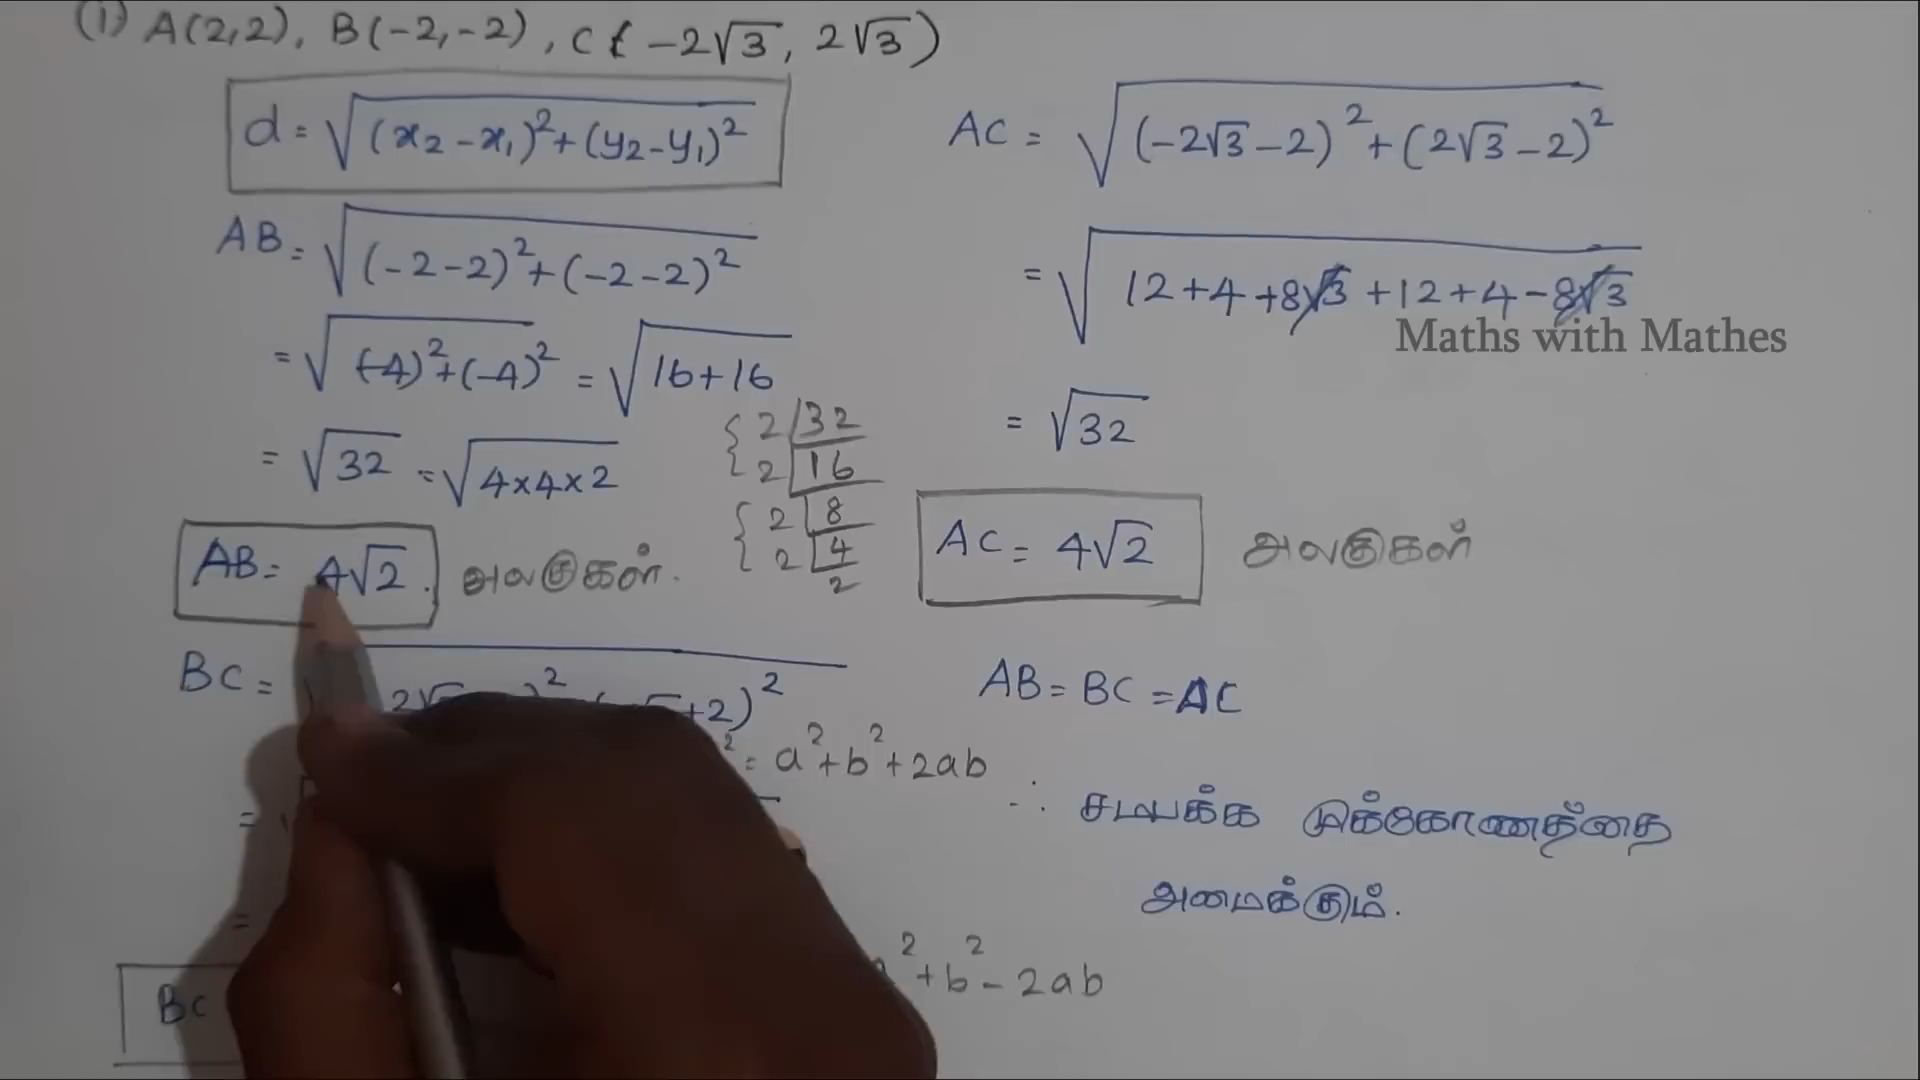 (i) A(2,2), B(-2,-2), C(-2√3, 2√3)
d = √(x₂-x₁)²+(y₂-y₁)²
AB = √(-2-2)²+(-2-2)²
= √(-4)²+(-4)² = √16+16
= √32 = √4×4×2
2 32
2 16
2 8
2 4
2
AB = 4√2. அலகுகள்.
BC =
+2)²
² = a²+b²+2ab
=
=
²+b²-2ab
BC
AC = √(-2√3-2)²+(2√3-2)²
= √12+4+8√3+12+4-8√3
Maths with Mathes
= √32
AC = 4√2 அலகுகள்
AB = BC = AC
∴ சமபக்க முக்கோணத்தை
அமைக்கும்.